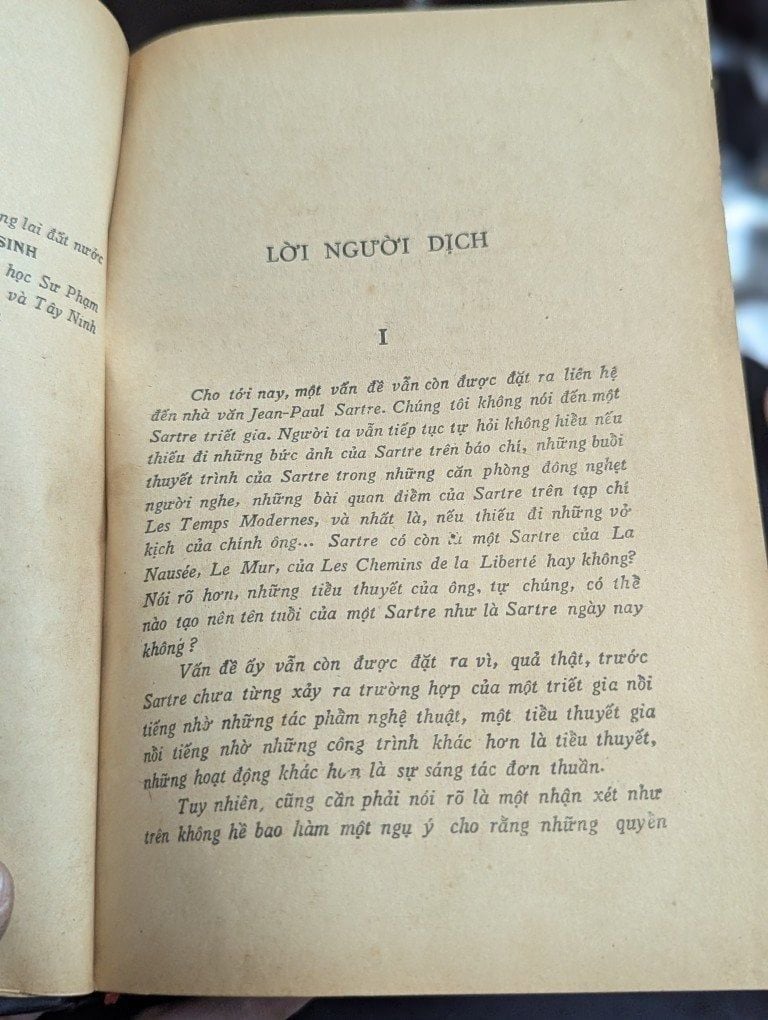 ng lai đất nước
SINH
học Sư Phạm
và Tây Ninh
LỜI NGƯỜI DỊCH
I
Cho tới nay, một vấn đề vẫn còn được đặt ra liên hệ
đến nhà văn Jean-Paul Sartre. Chúng tôi không nói đến một
Sartre triết gia. Người ta vẫn tiếp tục tự hỏi không hiểu nếu
thiếu đi những bức ảnh của Sartre trên báo chí, những buổi
thuyết trình của Sartre trong những căn phòng đông nghẹt
người nghe, những bài quan điểm của Sartre trên tạp chí
Les Temps Modernes, và nhất là, nếu thiếu đi những vở
kịch của chính ông... Sartre có còn một Sartre của La
Nausée, Le Mur, của Les Chemins de la Liberté hay không?
Nói rõ hơn, những tiểu thuyết của ông, tự chúng, có thể
nào tạo nên tên tuổi của một Sartre như là Sartre ngày nay
không ?
Vấn đề ấy vẫn còn được đặt ra vì, quả thật, trước
Sartre chưa từng xảy ra trường hợp của một triết gia nổi
tiếng nhờ những tác phẩm nghệ thuật, một tiểu thuyết gia
nổi tiếng nhờ những công trình khác hơn là tiểu thuyết,
những hoạt động khác hơn là sự sáng tác đơn thuần.
Tuy nhiên, cũng cần phải nói rõ là một nhận xét như
trên không hề bao hàm một ngụ ý cho rằng những quyền